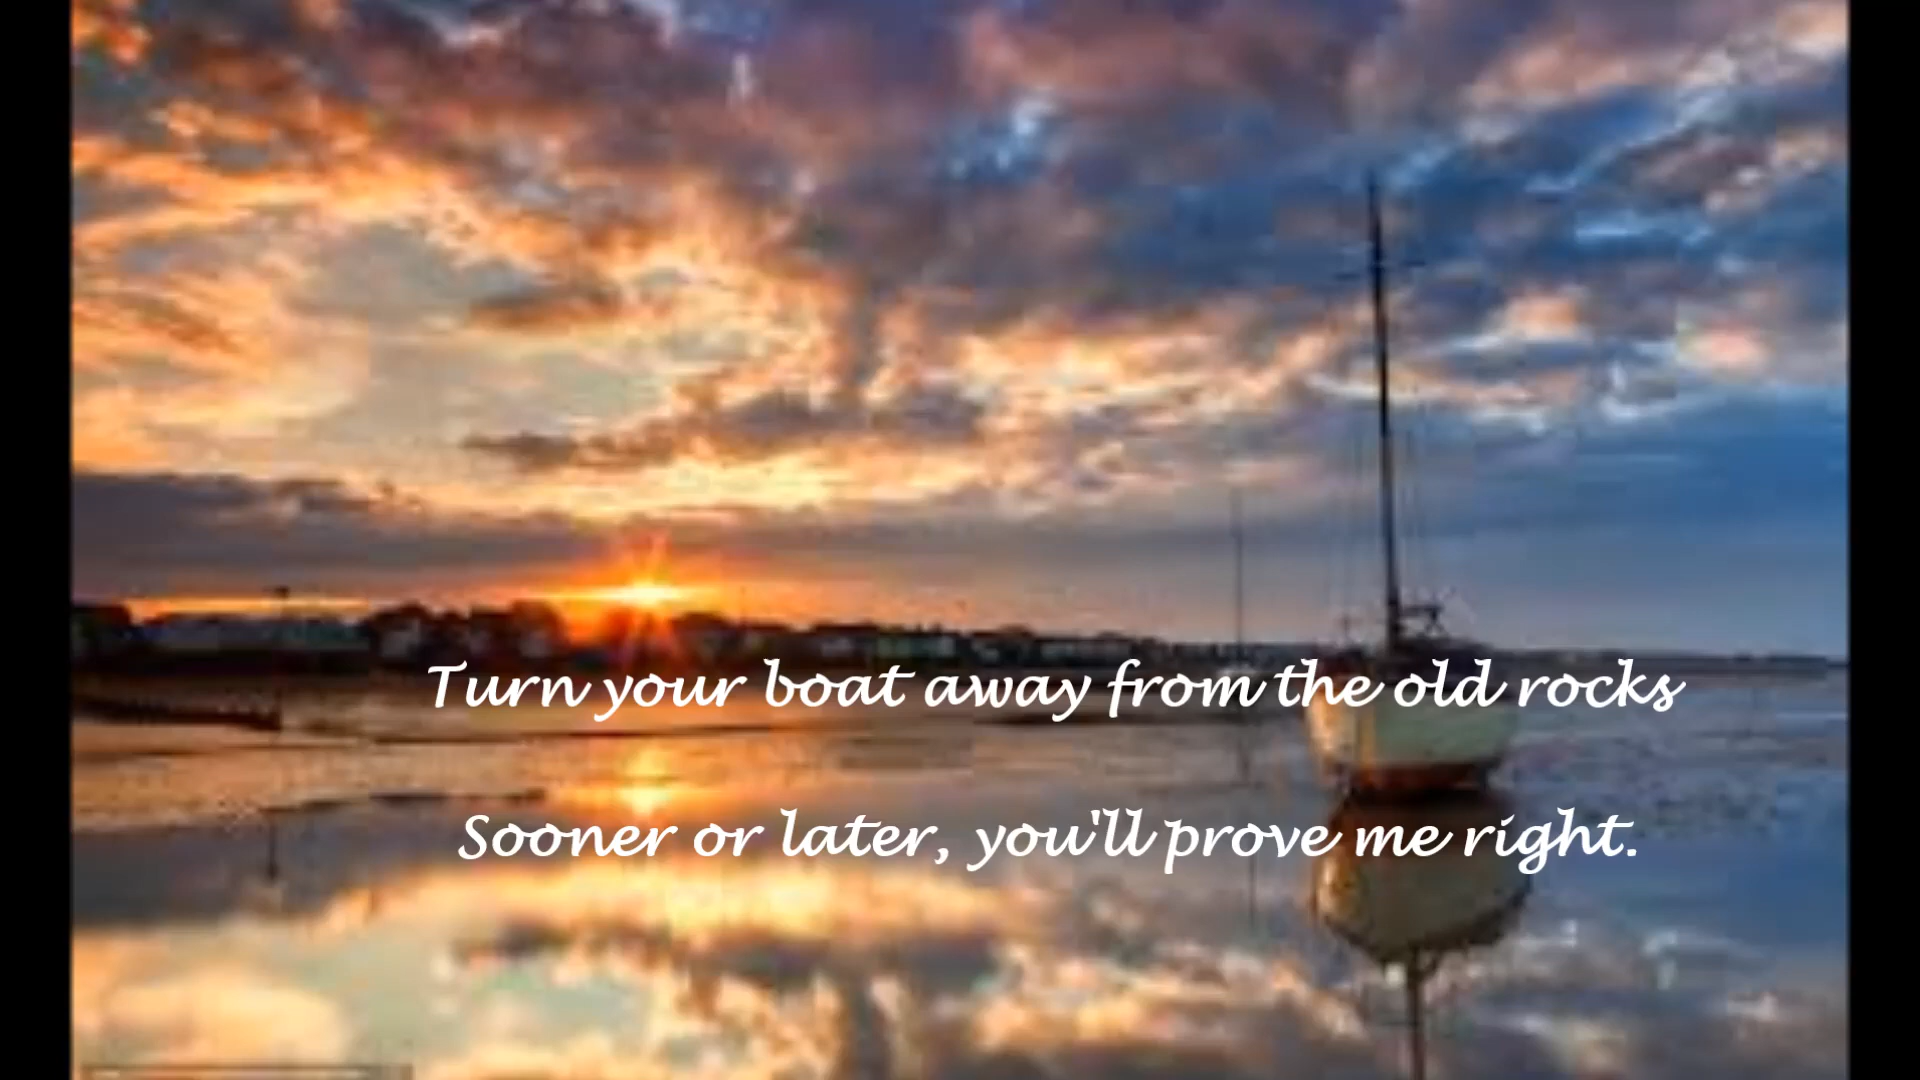 Turn your boat away from the old rocks
Sooner or later, you'll prove me right.